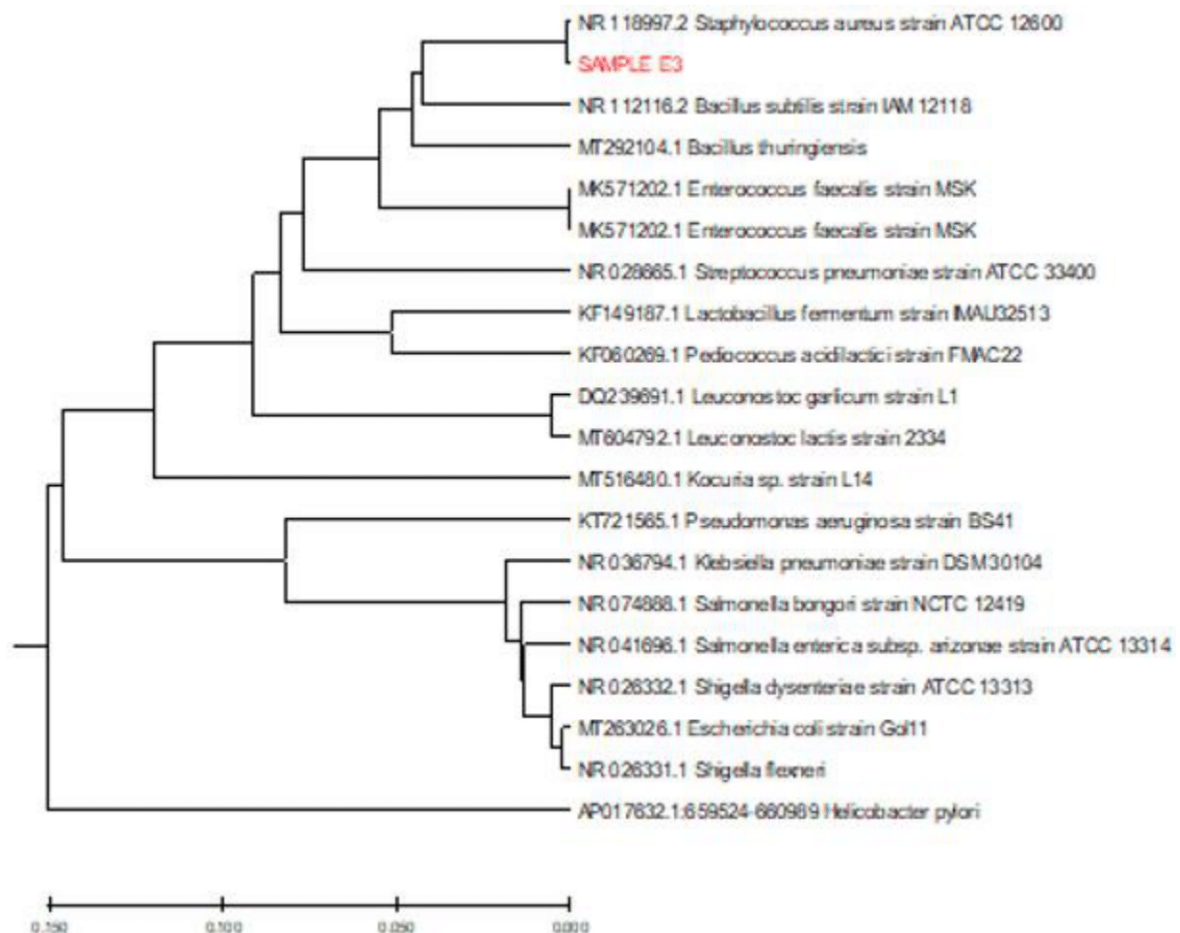 NR 118997.2 Staphylococcus aureus strain ATCC 12600
SAMPLE E3
NR 112116.2 Bacillus subtilis strain IAM 12118
MT292104.1 Bacillus thuringiensis
MK571202.1 Enterococcus faecalis strain MSK
MK571202.1 Enterococcus faecalis strain MSK
NR 028665.1 Streptococcus pneumoniae strain ATCC 33400
KF149187.1 Lactobacillus fermentum strain IMAU32513
KF060269.1 Pediococcus acidilactici strain FMAC22
DQ239691.1 Leuconostoc garlicum strain L1
MT604792.1 Leuconostoc lactis strain 2334
MT516480.1 Kocuria sp. strain L14
KT721565.1 Pseudomonas aeruginosa strain BS41
NR 036794.1 Klebsiella pneumoniae strain DSM 30104
NR 074888.1 Salmonella bongori strain NCTC 12419
NR 041696.1 Salmonella enterica subsp. arizonae strain ATCC 13314
NR 026332.1 Shigella dysenteriae strain ATCC 13313
MT263026.1 Escherichia coli strain Gol11
NR 026331.1 Shigella flexneri
AP017632.1:659524-660989 Helicobacter pylori
0.150 0.100 0.050 0.000